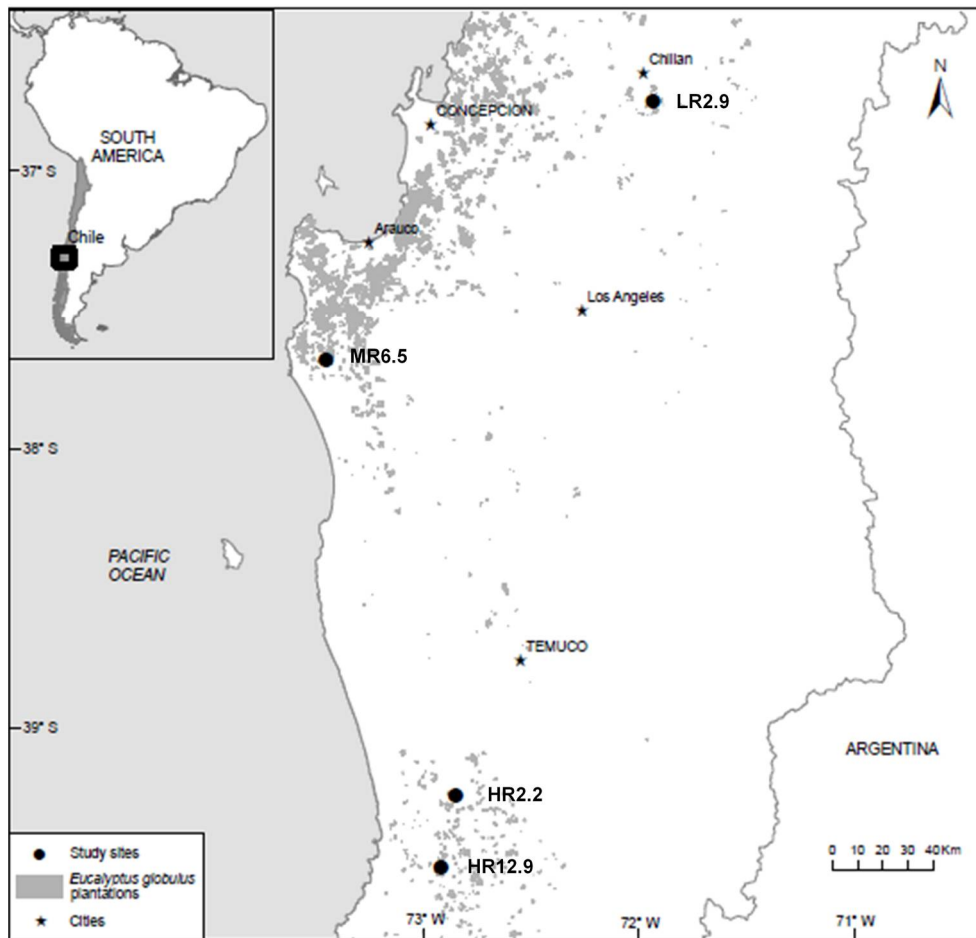 SOUTH
AMERICA
Chile
37° S
38° S
39° S
Chillan
LR2.9
N
CONCEPCION
Arauco
Los Angeles
MR6.5
PACIFIC
OCEAN
TEMUCO
ARGENTINA
HR2.2
HR12.9
Study sites
Eucalyptus globulus
plantations
Cities
0 10 20 40Km
73° W
72° W
71° W